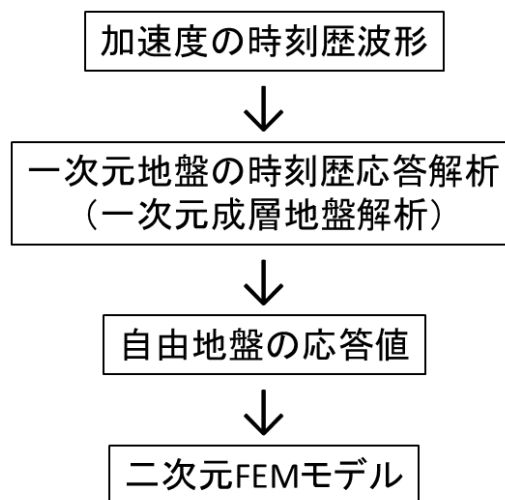 加速度の時刻歴波形
一次元地盤の時刻歴応答解析
（一次元成層地盤解析）
自由地盤の応答値
二次元FEMモデル